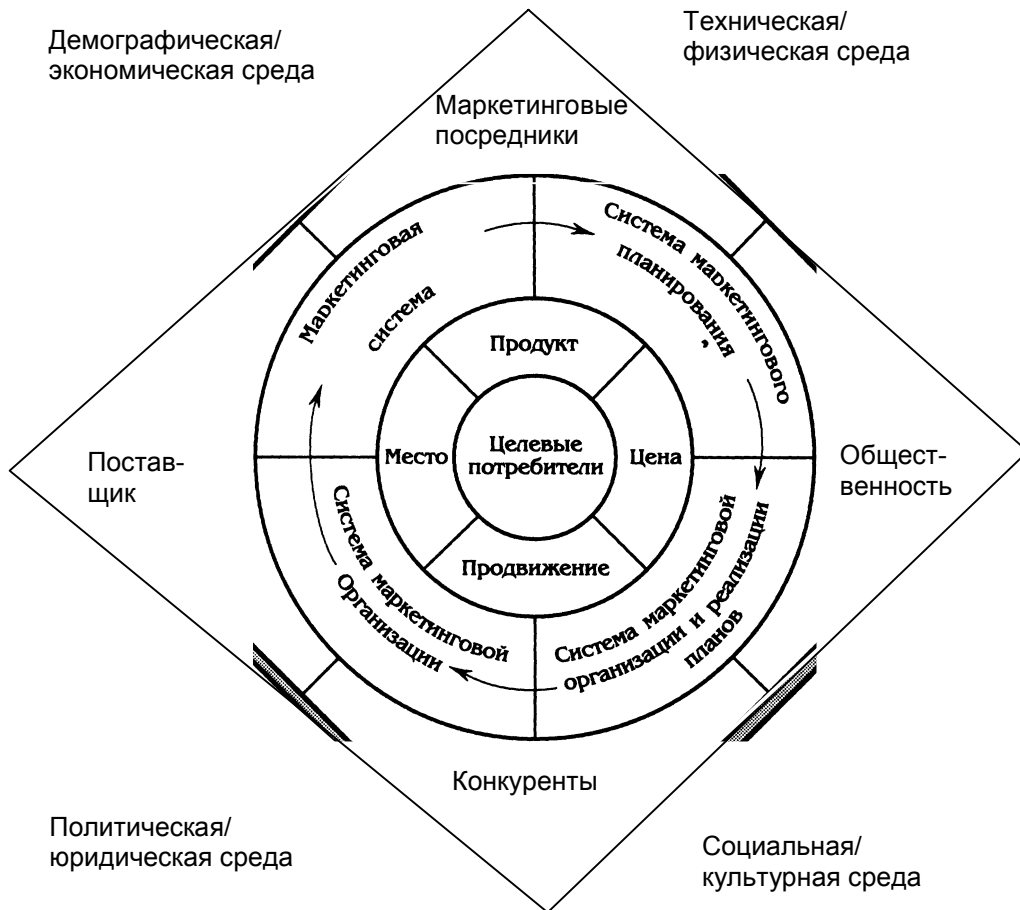 Демографическая/
экономическая среда
Техническая/
физическая среда
Маркетинговые
посредники
Маркетинговая
система
Система маркетингового
планирования
Продукт
Место
Целевые
потребители
Цена
Продвижение
Постав-
щик
Общест-
венность
Система маркетинговой
Организации
Система маркетинговой
организации и реализации
планов
Конкуренты
Политическая/
юридическая среда
Социальная/
культурная среда